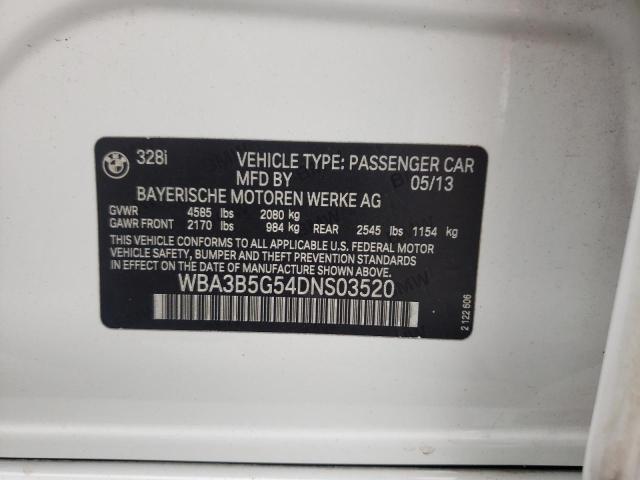 BMW 328i VEHICLE TYPE: PASSENGER CAR
MFD BY 05/13
BAYERISCHE MOTOREN WERKE AG
GVWR 4585 lbs 2080 kg
GAWR FRONT 2170 lbs 984 kg REAR 2545 lbs 1154 kg
THIS VEHICLE CONFORMS TO ALL APPLICABLE U.S. FEDERAL MOTOR
VEHICLE SAFETY, BUMPER, AND THEFT PREVENTION STANDARDS
IN EFFECT ON THE DATE OF MANUFACTURE SHOWN ABOVE.
WBA3B5G54DNS03520
2 122 606